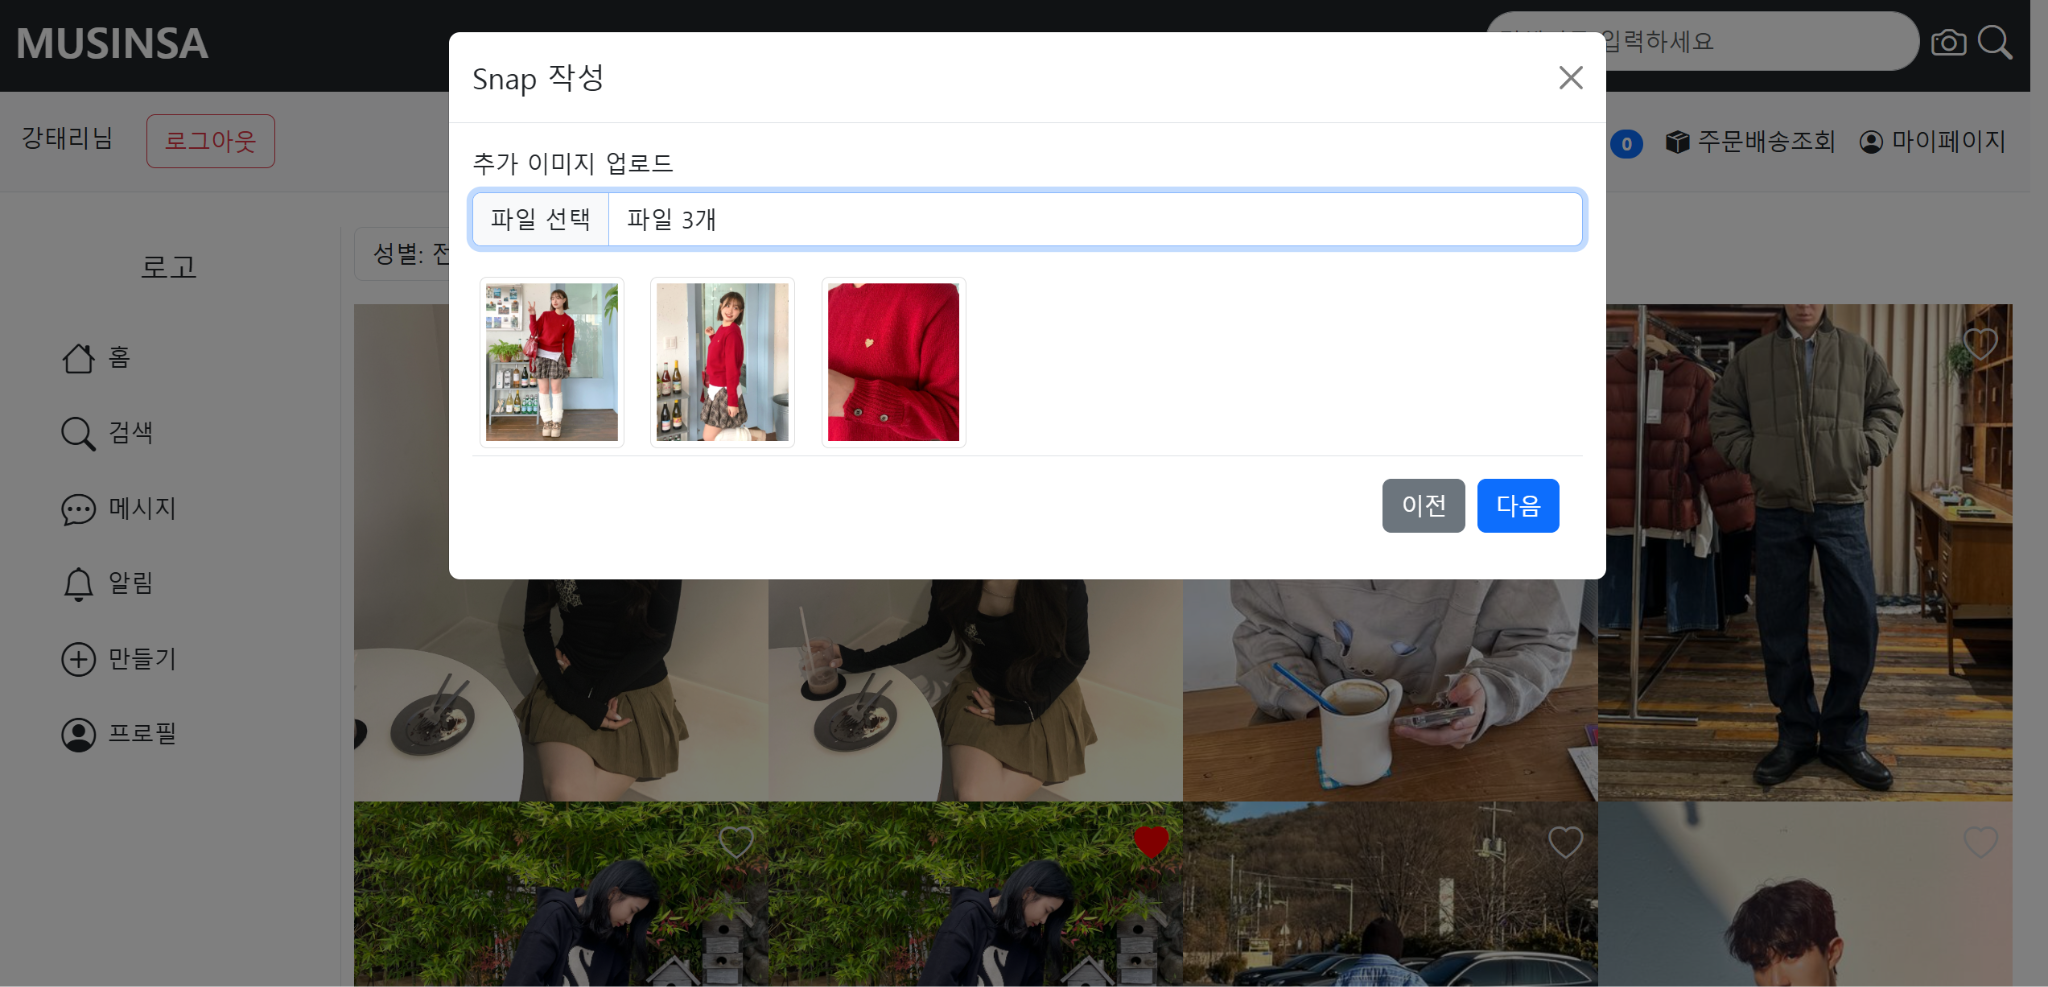 MUSINSA
입력하세요
강태리님
로그아웃
0
주문배송조회
마이페이지
Snap 작성
추가 이미지 업로드
파일 선택
파일 3개
이전
다음
성별:
로고
홈
검색
메시지
알림
만들기
프로필